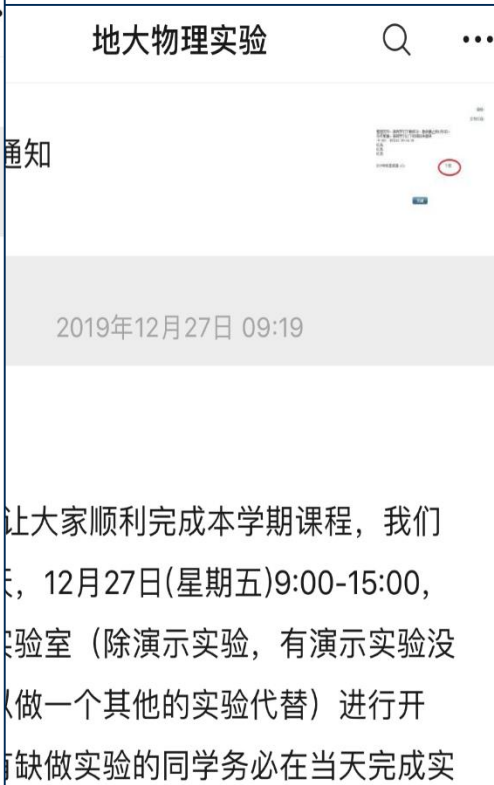 地大物理实验
通知
2019年12月27日 09:19
让大家顺利完成本学期课程，我们
，12月27日(星期五)9:00-15:00,
验室（除演示实验，有演示实验没
做一个其他的实验代替）进行开
缺做实验的同学务必在当天完成实